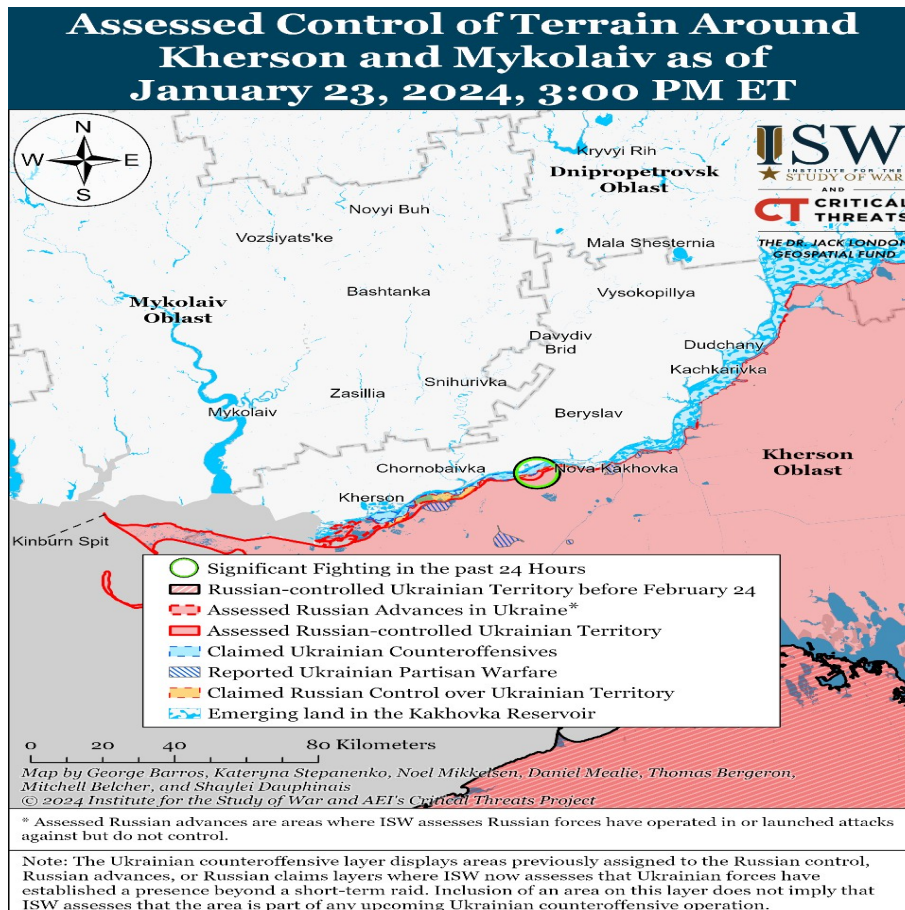 Assessed Control of Terrain Around
Kherson and Mykolaiv as of
January 23, 2024, 3:00 PM ET
N
W E
S
ISW
INSTITUTE FOR THE
STUDY OF WAR
AND
CT CRITICAL
THREATS
THE DR. JACK LONDON
GEOSPATIAL FUND
Kryvyi Rih
Dnipropetrovsk
Oblast
Novyi Buh
Vozsiyats'ke
Mala Shesternia
Bashtanka
Vysokopillya
Mykolaiv
Oblast
Davydiv
Brid
Dudchany
Kachkarivka
Snihurivka
Zasillia
Mykolaiv
Beryslav
Kherson
Oblast
Chornobaivka
Nova Kakhovka
Kherson
Kinburn Spit
Significant Fighting in the past 24 Hours
Russian-controlled Ukrainian Territory before February 24
Assessed Russian Advances in Ukraine*
Assessed Russian-controlled Ukrainian Territory
Claimed Ukrainian Counteroffensives
Reported Ukrainian Partisan Warfare
Claimed Russian Control over Ukrainian Territory
Emerging land in the Kakhovka Reservoir
0 20 40 80 Kilometers
Map by George Barros, Kateryna Stepanenko, Noel Mikkelsen, Daniel Mealie, Thomas Bergeron,
Mitchell Belcher, and Shaylei Dauphinais
© 2024 Institute for the Study of War and AEI's Critical Threats Project
* Assessed Russian advances are areas where ISW assesses Russian forces have operated in or launched attacks
against but do not control.
Note: The Ukrainian counteroffensive layer displays areas previously assigned to the Russian control,
Russian advances, or Russian claims layers where ISW now assesses that Ukrainian forces have
established a presence beyond a short-term raid. Inclusion of an area on this layer does not imply that
ISW assesses that the area is part of any upcoming Ukrainian counteroffensive operation.